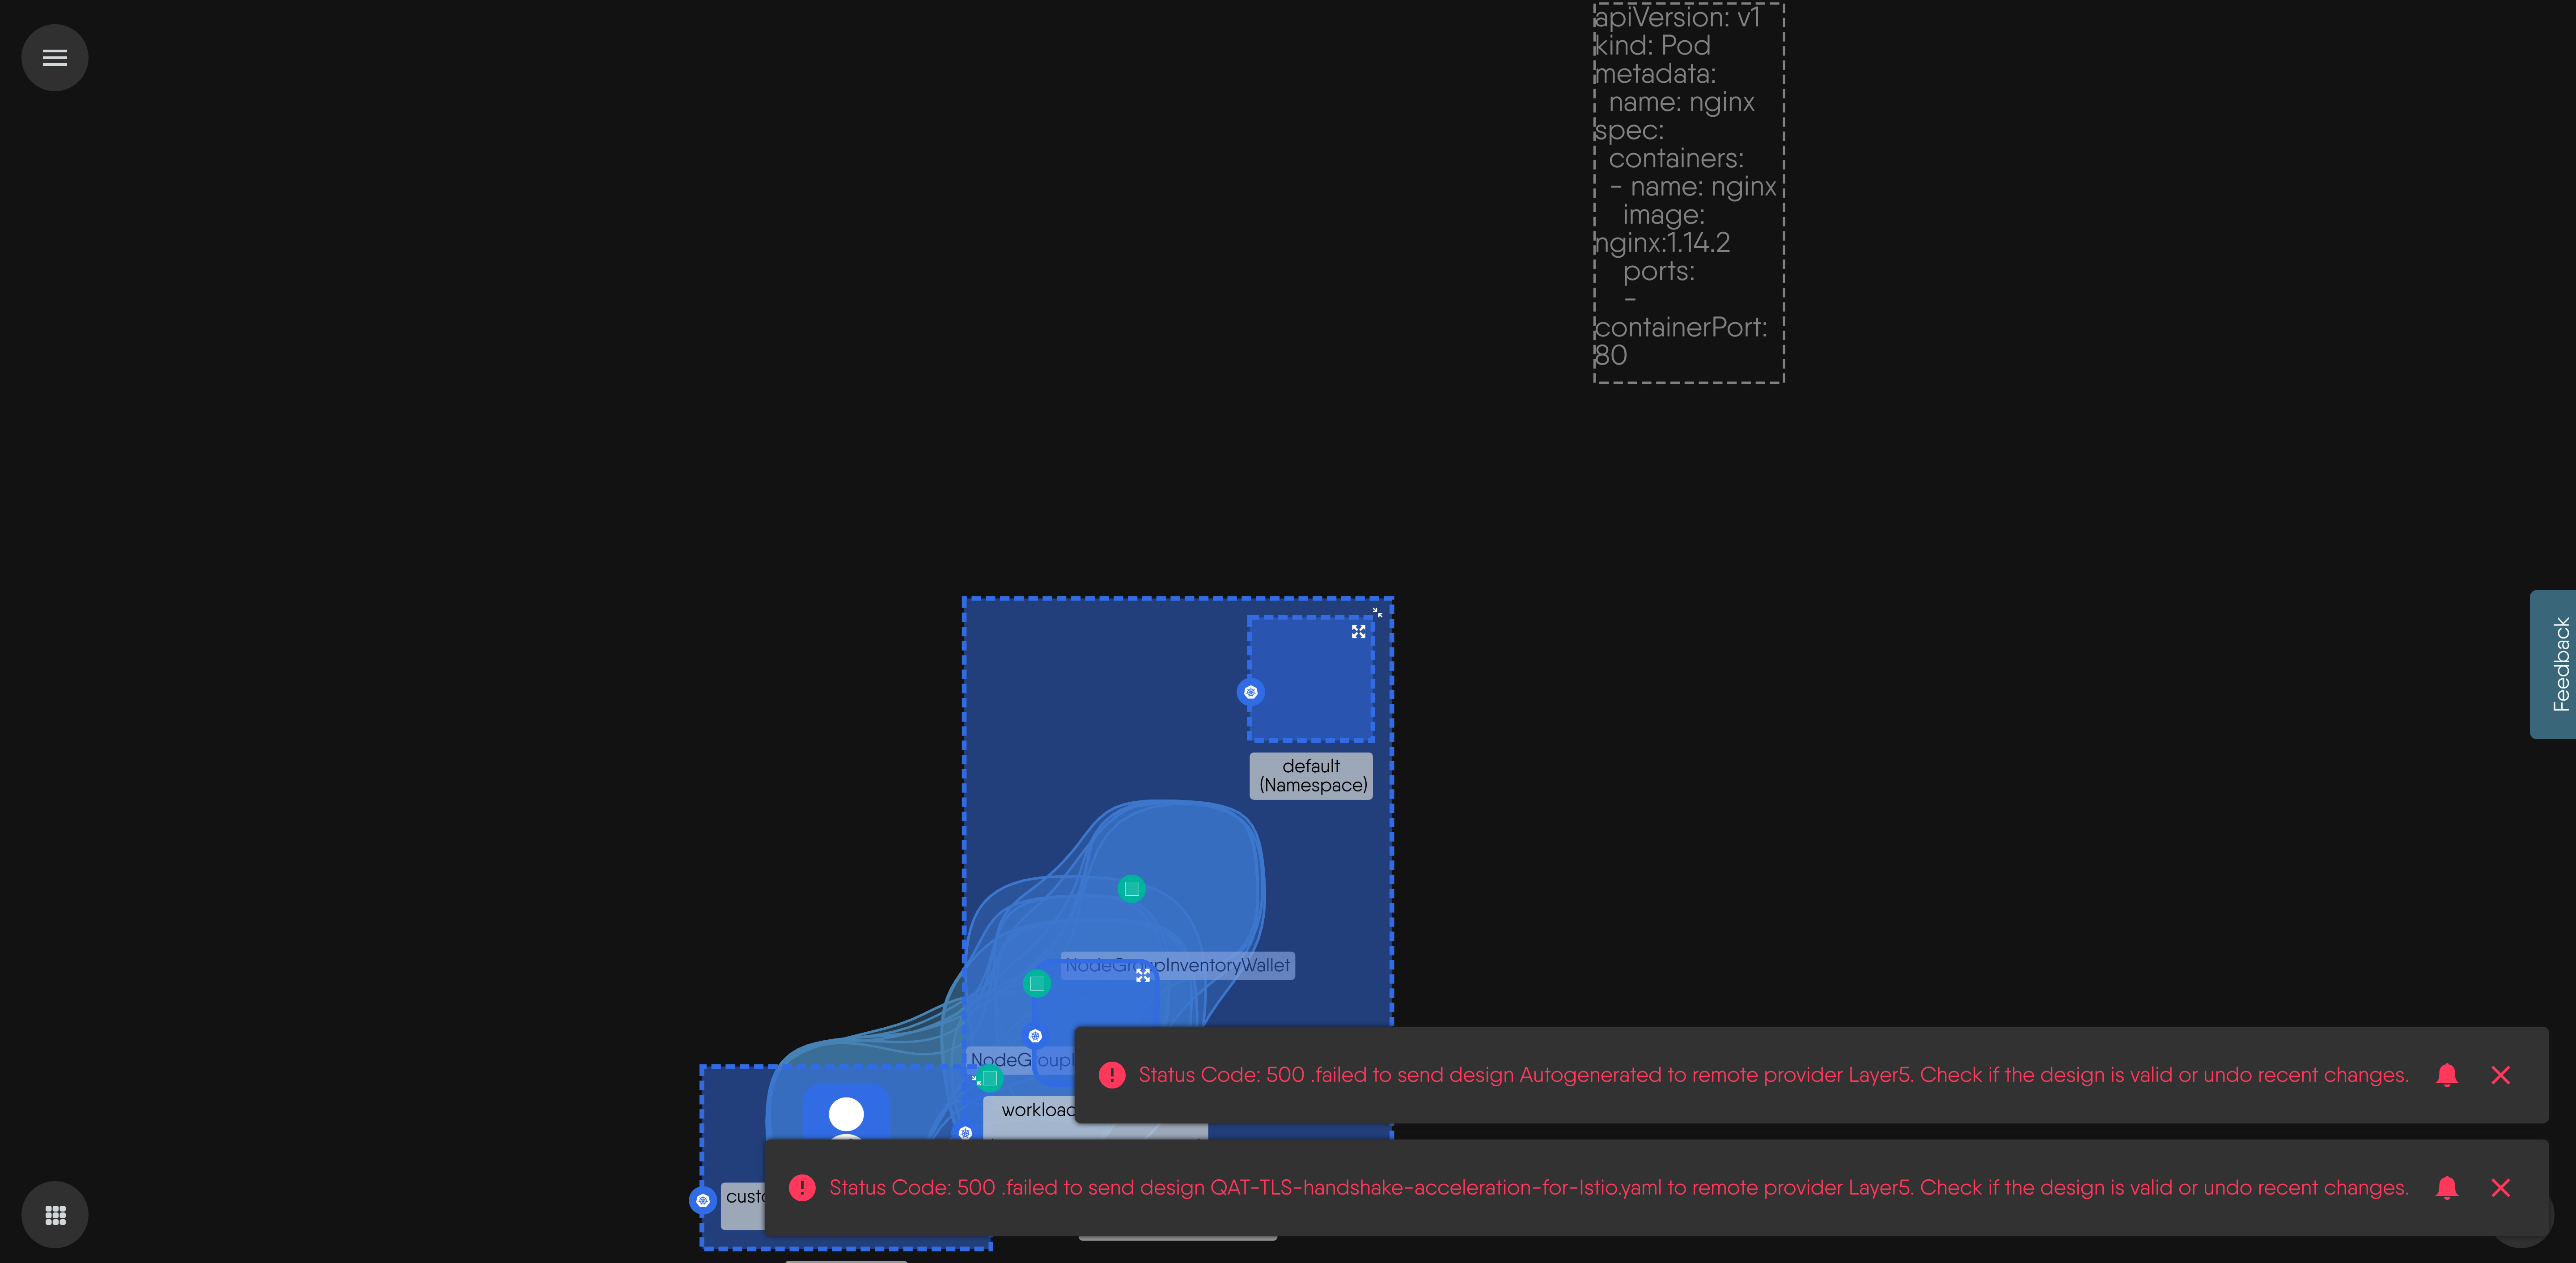 apiVersion: v1
kind: Pod
metadata:
  name: nginx
spec:
  containers:
  - name: nginx
    image:
nginx:1.14.2
    ports:
    -
containerPort:
80
Feedback
default
(Namespace)
NodeGroupInventoryWallet
NodeGroup
workload
Status Code: 500 .failed to send design Autogenerated to remote provider Layer5. Check if the design is valid or undo recent changes.
Status Code: 500 .failed to send design QAT-TLS-handshake-acceleration-for-Istio.yaml to remote provider Layer5. Check if the design is valid or undo recent changes.